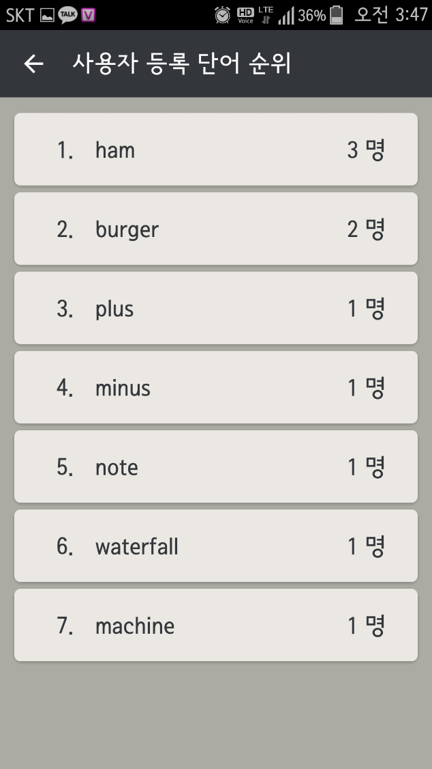 SKT TALK V HD Voice LTE 36% 오전 3:47
사용자 등록 단어 순위
1. ham 3 명
2. burger 2 명
3. plus 1 명
4. minus 1 명
5. note 1 명
6. waterfall 1 명
7. machine 1 명